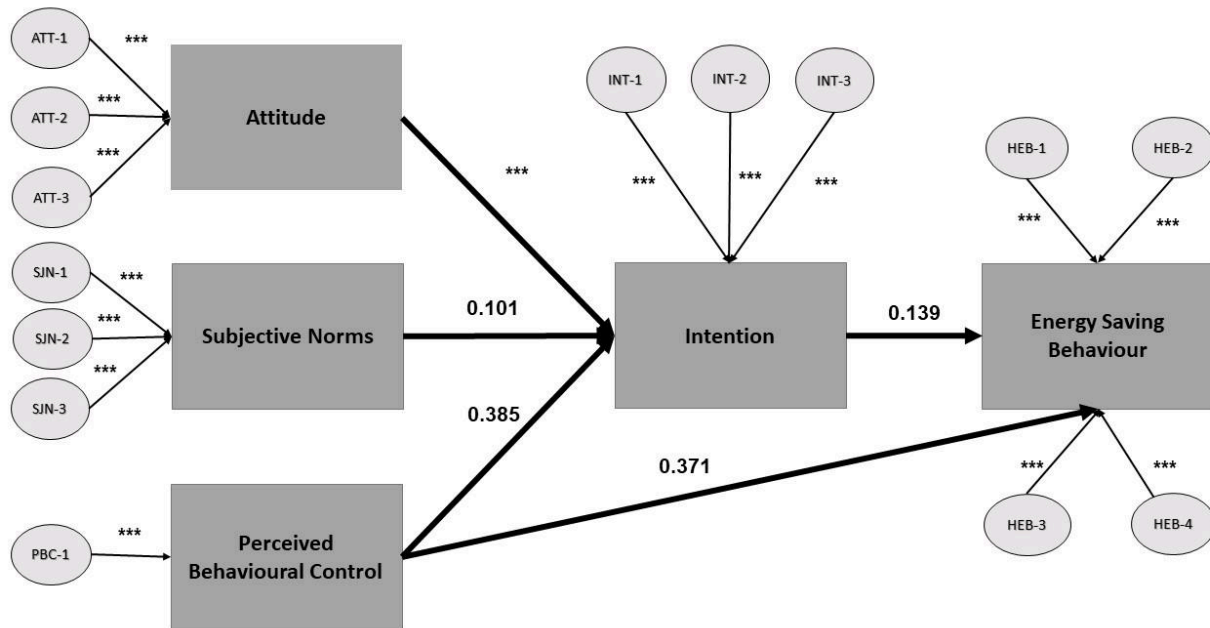 ATT-1
***
ATT-2
***
ATT-3
***
Attitude
***
INT-1
INT-2
INT-3
***
***
***
HEB-1
HEB-2
***
***
SJN-1
***
SJN-2
***
SJN-3
***
Subjective Norms
0.101
Intention
0.139
Energy Saving
Behaviour
0.385
0.371
PBC-1
***
Perceived
Behavioural Control
***
***
HEB-3
HEB-4